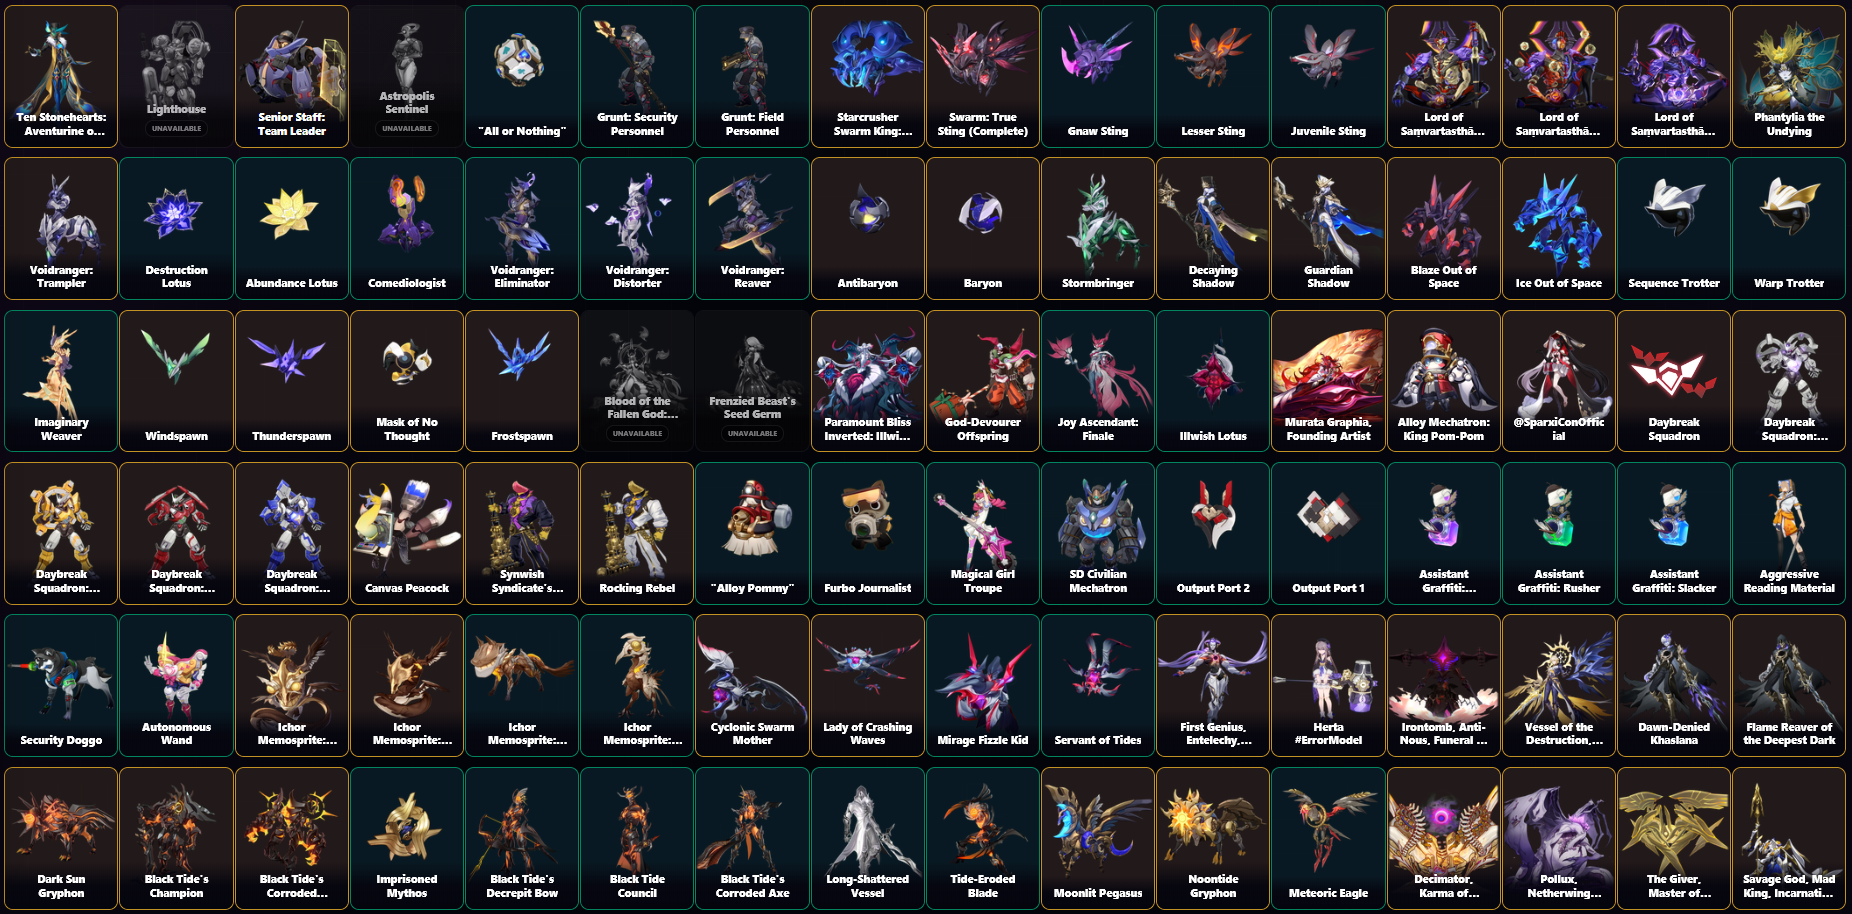 Ten Stonehearts:
Aventurine o...
Lighthouse
UNAVAILABLE
Senior Staff:
Team Leader
Astropolis
Sentinel
UNAVAILABLE
"All or Nothing"
Grunt: Security
Personnel
Grunt: Field
Personnel
Starcrusher
Swarm King:...
Swarm: True
Sting (Complete)
Gnaw Sting
Lesser Sting
Juvenile Sting
Lord of
Saṃvartasthā...
Lord of
Saṃvartasthā...
Lord of
Saṃvartasthā...
Phantylia the
Undying
Voidranger:
Trampler
Destruction
Lotus
Abundance Lotus
Comediologist
Voidranger:
Eliminator
Voidranger:
Distorter
Voidranger:
Reaver
Antibaryon
Baryon
Stormbringer
Decaying
Shadow
Guardian
Shadow
Blaze Out of
Space
Ice Out of Space
Sequence Trotter
Warp Trotter
Imaginary
Weaver
Windspawn
Thunderspawn
Mask of No
Thought
Frostspawn
Blood of the
Fallen God:...
UNAVAILABLE
Frenzied Beast's
Seed Germ
UNAVAILABLE
Paramount Bliss
Inverted: Illwi...
God-Devourer
Offspring
Joy Ascendant:
Finale
Illwish Lotus
Murata Graphia,
Founding Artist
Alloy Mechatron:
King Pom-Pom
@SparxiConOffic
ial
Daybreak
Squadron
Daybreak
Squadron:...
Daybreak
Squadron:...
Daybreak
Squadron:...
Daybreak
Squadron:...
Canvas Peacock
Synwish
Syndicate's...
Rocking Rebel
"Alloy Pommy"
Furbo Journalist
Magical Girl
Troupe
SD Civilian
Mechatron
Output Port 2
Output Port 1
Assistant
Graffiti:...
Assistant
Graffiti: Rusher
Assistant
Graffiti: Slacker
Aggressive
Reading Material
Security Doggo
Autonomous
Wand
Ichor
Memosprite:...
Ichor
Memosprite:...
Ichor
Memosprite:...
Ichor
Memosprite:...
Cyclonic Swarm
Mother
Lady of Crashing
Waves
Mirage Fizzle Kid
Servant of Tides
First Genius,
Entelechy,...
Herta
#ErrorModel
Irontomb, Anti-
Nous, Funeral ...
Vessel of the
Destruction,...
Dawn-Denied
Khaslana
Flame Reaver of
the Deepest Dark
Dark Sun
Gryphon
Black Tide's
Champion
Black Tide's
Corroded...
Imprisoned
Mythos
Black Tide's
Decrepit Bow
Black Tide
Council
Black Tide's
Corroded Axe
Long-Shattered
Vessel
Tide-Eroded
Blade
Moonlit Pegasus
Noontide
Gryphon
Meteoric Eagle
Decimator,
Karma of...
Pollux,
Netherwing...
The Giver,
Master of...
Savage God, Mad
King, Incarnati...